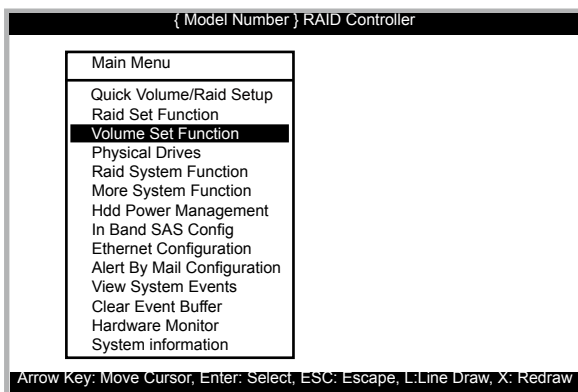 { Model Number } RAID Controller
Main Menu
Quick Volume/Raid Setup
Raid Set Function
Volume Set Function
Physical Drives
Raid System Function
More System Function
Hdd Power Management
In Band SAS Config
Ethernet Configuration
Alert By Mail Configuration
View System Events
Clear Event Buffer
Hardware Monitor
System information
Arrow Key: Move Cursor, Enter: Select, ESC: Escape, L:Line Draw, X: Redraw